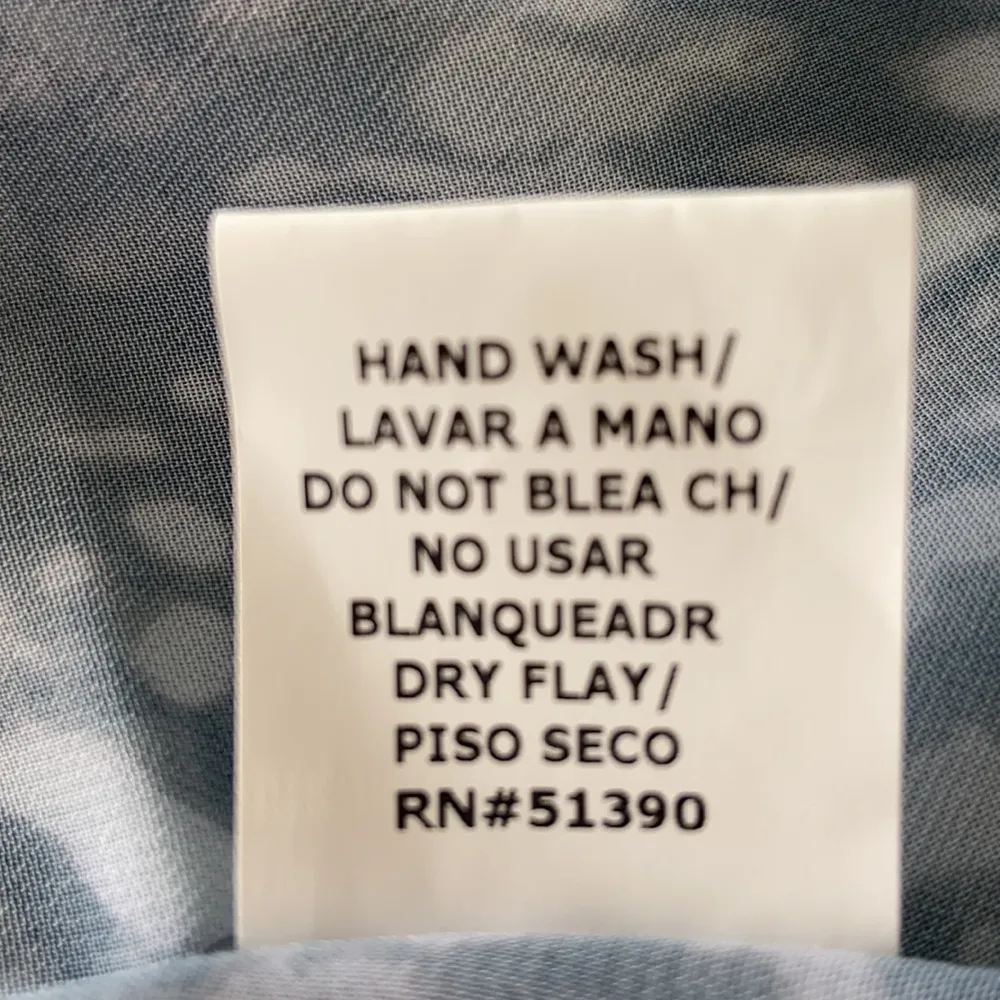 HAND WASH/
LAVAR A MANO
DO NOT BLEA CH/
NO USAR
BLANQUEADR
DRY FLAY/
PISO SECO
RN#51390